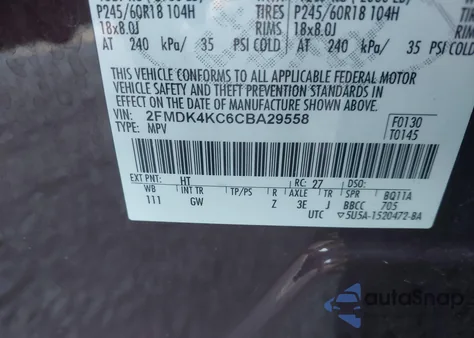 P245/60R18 104H TIRES P245/60R18 104H
18x8.0J RIMS 18x8.0J
AT 240 kPa/ 35 PSI COLD AT 240 kPa/ 35 PSI COLD
THIS VEHICLE CONFORMS TO ALL APPLICABLE FEDERAL MOTOR
VEHICLE SAFETY AND THEFT PREVENTION STANDARDS IN
EFFECT ON THE DATE OF MANUFACTURE SHOWN ABOVE.
VIN: 2FMDK4KC6CBA29558 F0130
TYPE: MPV T0145
EXT PNT: HT RC: 27 DSO:
WB INT TR TP/PS R AXLE TR SPR BQ11A
111 GW Z 3E J BBCC 705
UTC ▽5U5A-1520472-BA
autoSnap